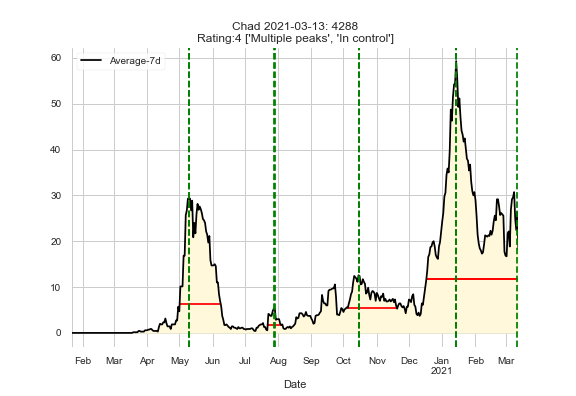 Chad 2021-03-13: 4288
Rating:4 ['Multiple peaks', 'In control']
Average-7d
60
50
40
30
20
10
0
Feb Mar Apr May Jun Jul Aug Sep Oct Nov Dec Jan Feb Mar
2021
Date